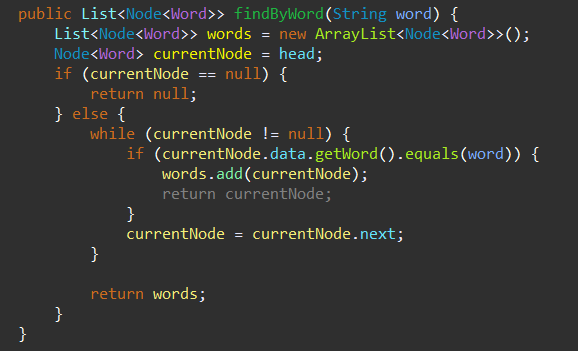 public List<Node<Word>> findByWord(String word) {
    List<Node<Word>> words = new ArrayList<Node<Word>>();
    Node<Word> currentNode = head;
    if (currentNode == null) {
        return null;
    } else {
        while (currentNode != null) {
            if (currentNode.data.getWord().equals(word)) {
                words.add(currentNode);
                return currentNode;
            }
            currentNode = currentNode.next;
        }

        return words;
    }
}